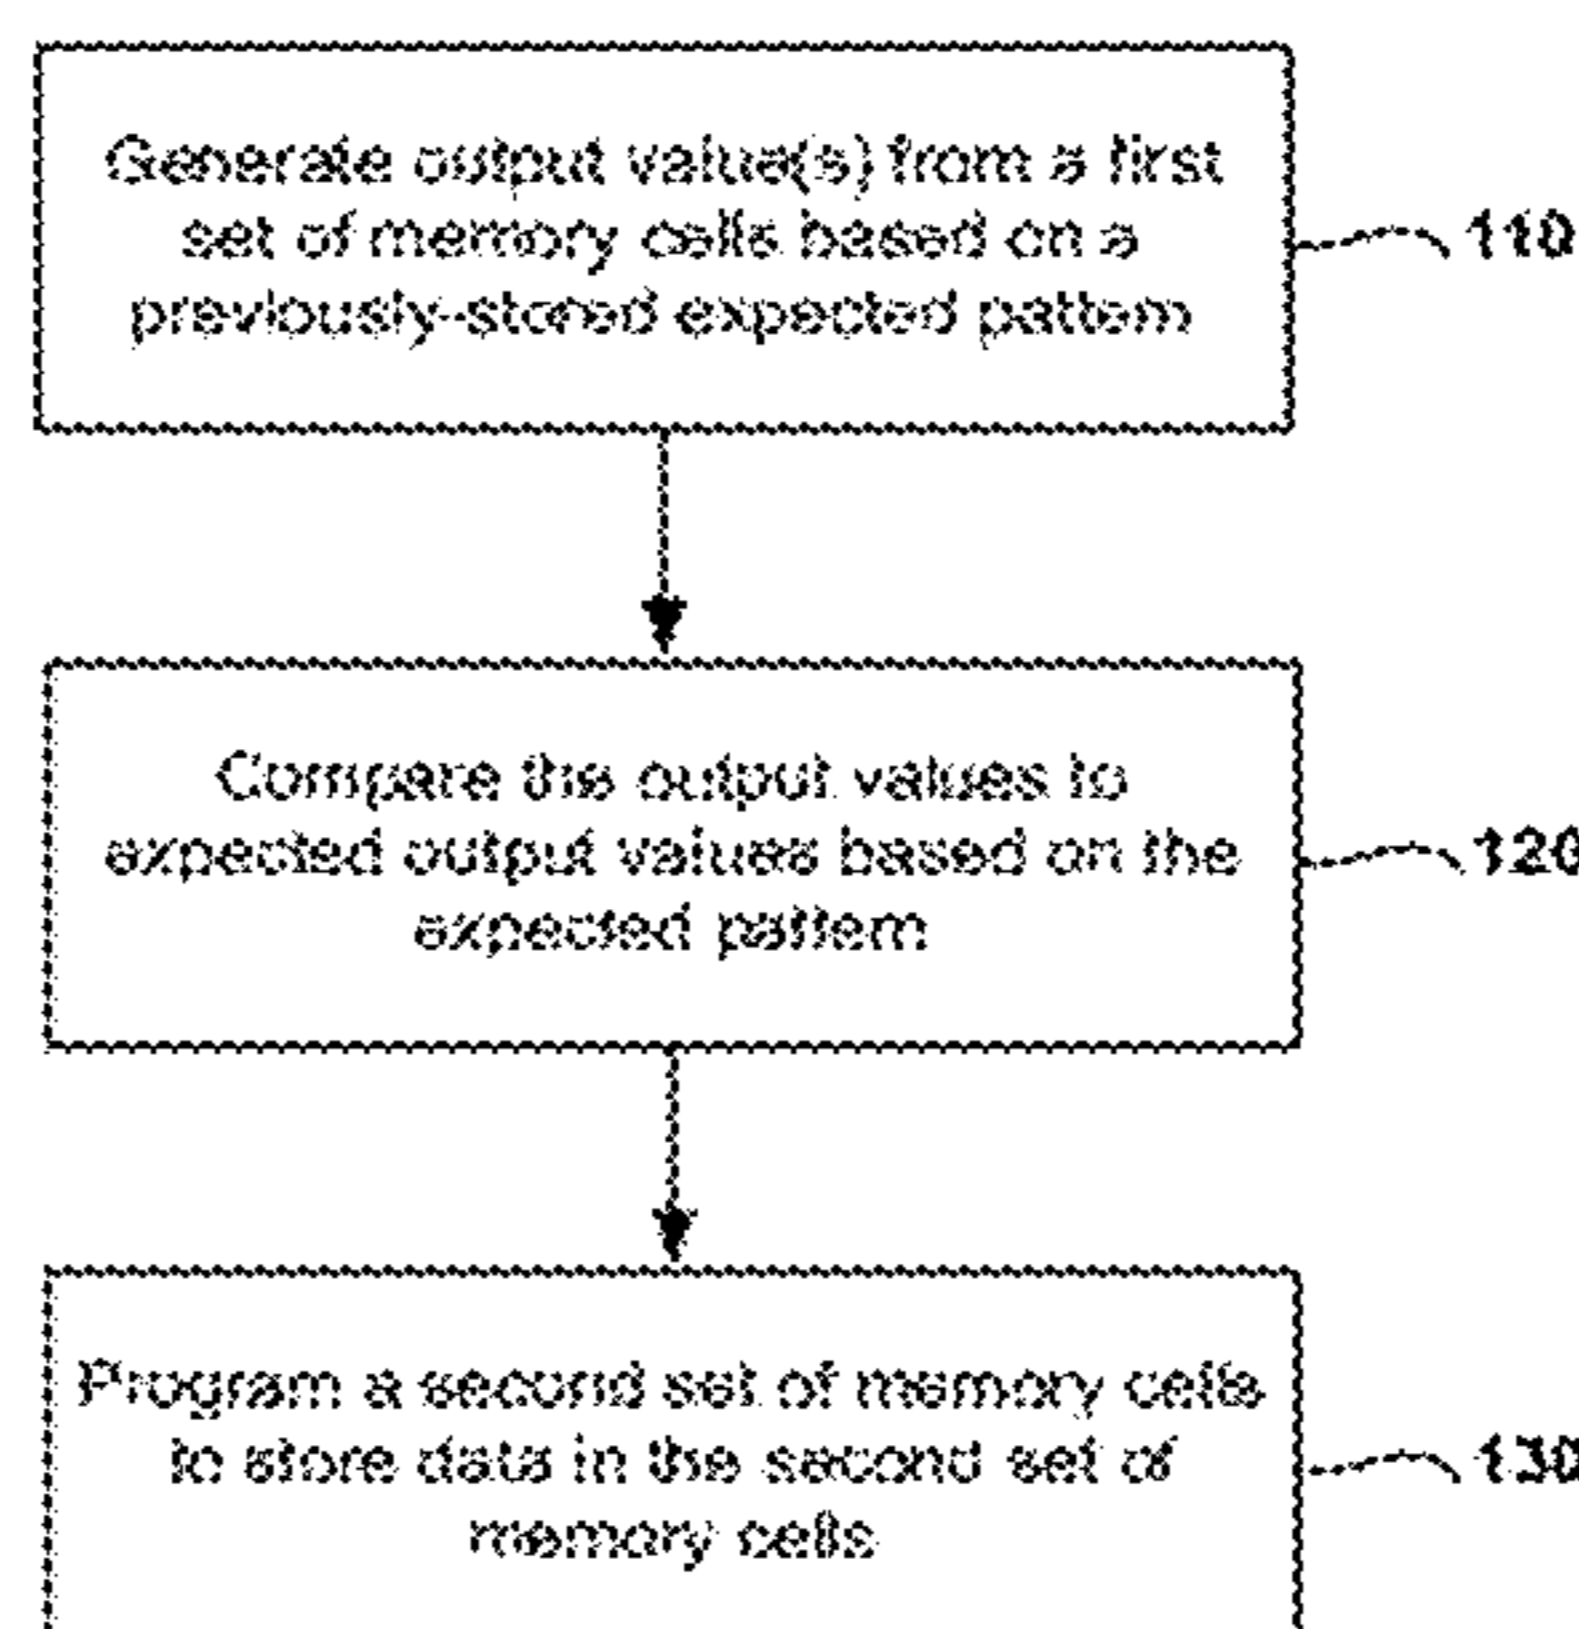 Generate output value(s) from a first
set of memory cells based on a
previously-stored expected pattern
110
Compare the output values to
expected output values based on the
expected pattern
120
Program a second set of memory cells
to store data in the second set of
memory cells
130